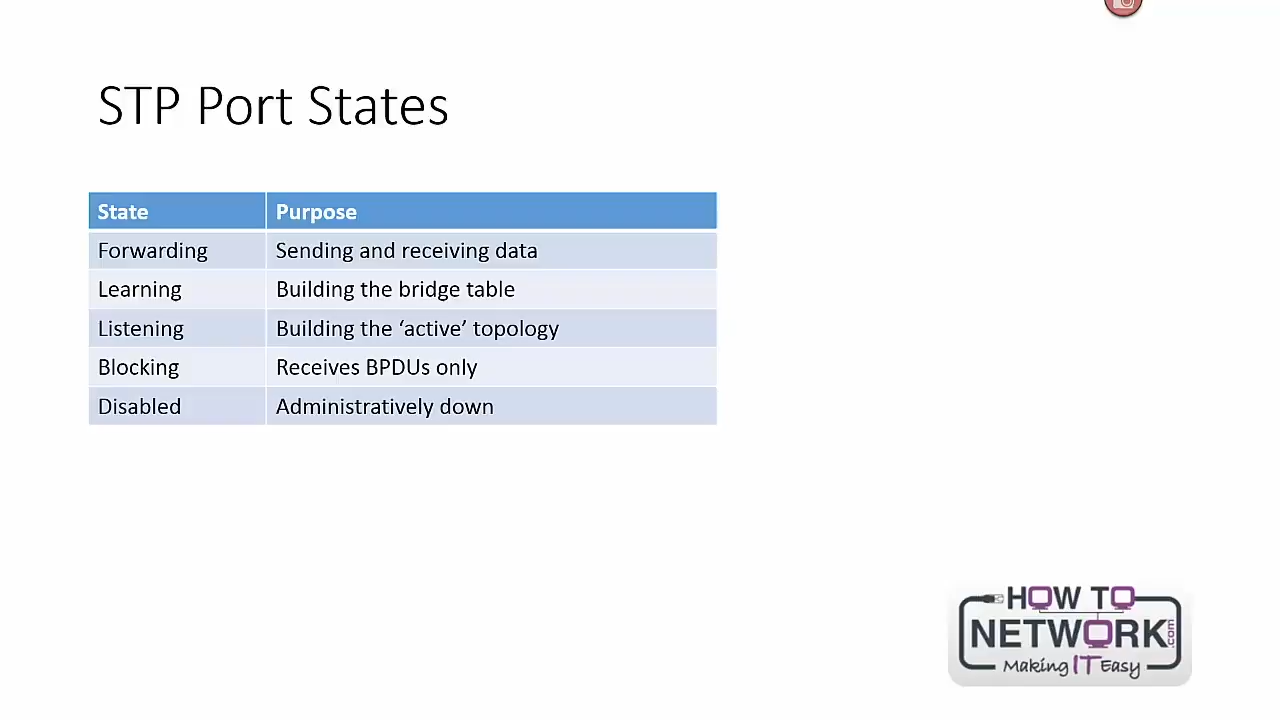 STP Port States
State Purpose
Forwarding Sending and receiving data
Learning Building the bridge table
Listening Building the ‘active’ topology
Blocking Receives BPDUs only
Disabled Administratively down
HOW TO
NETWORK.com
Making IT Easy